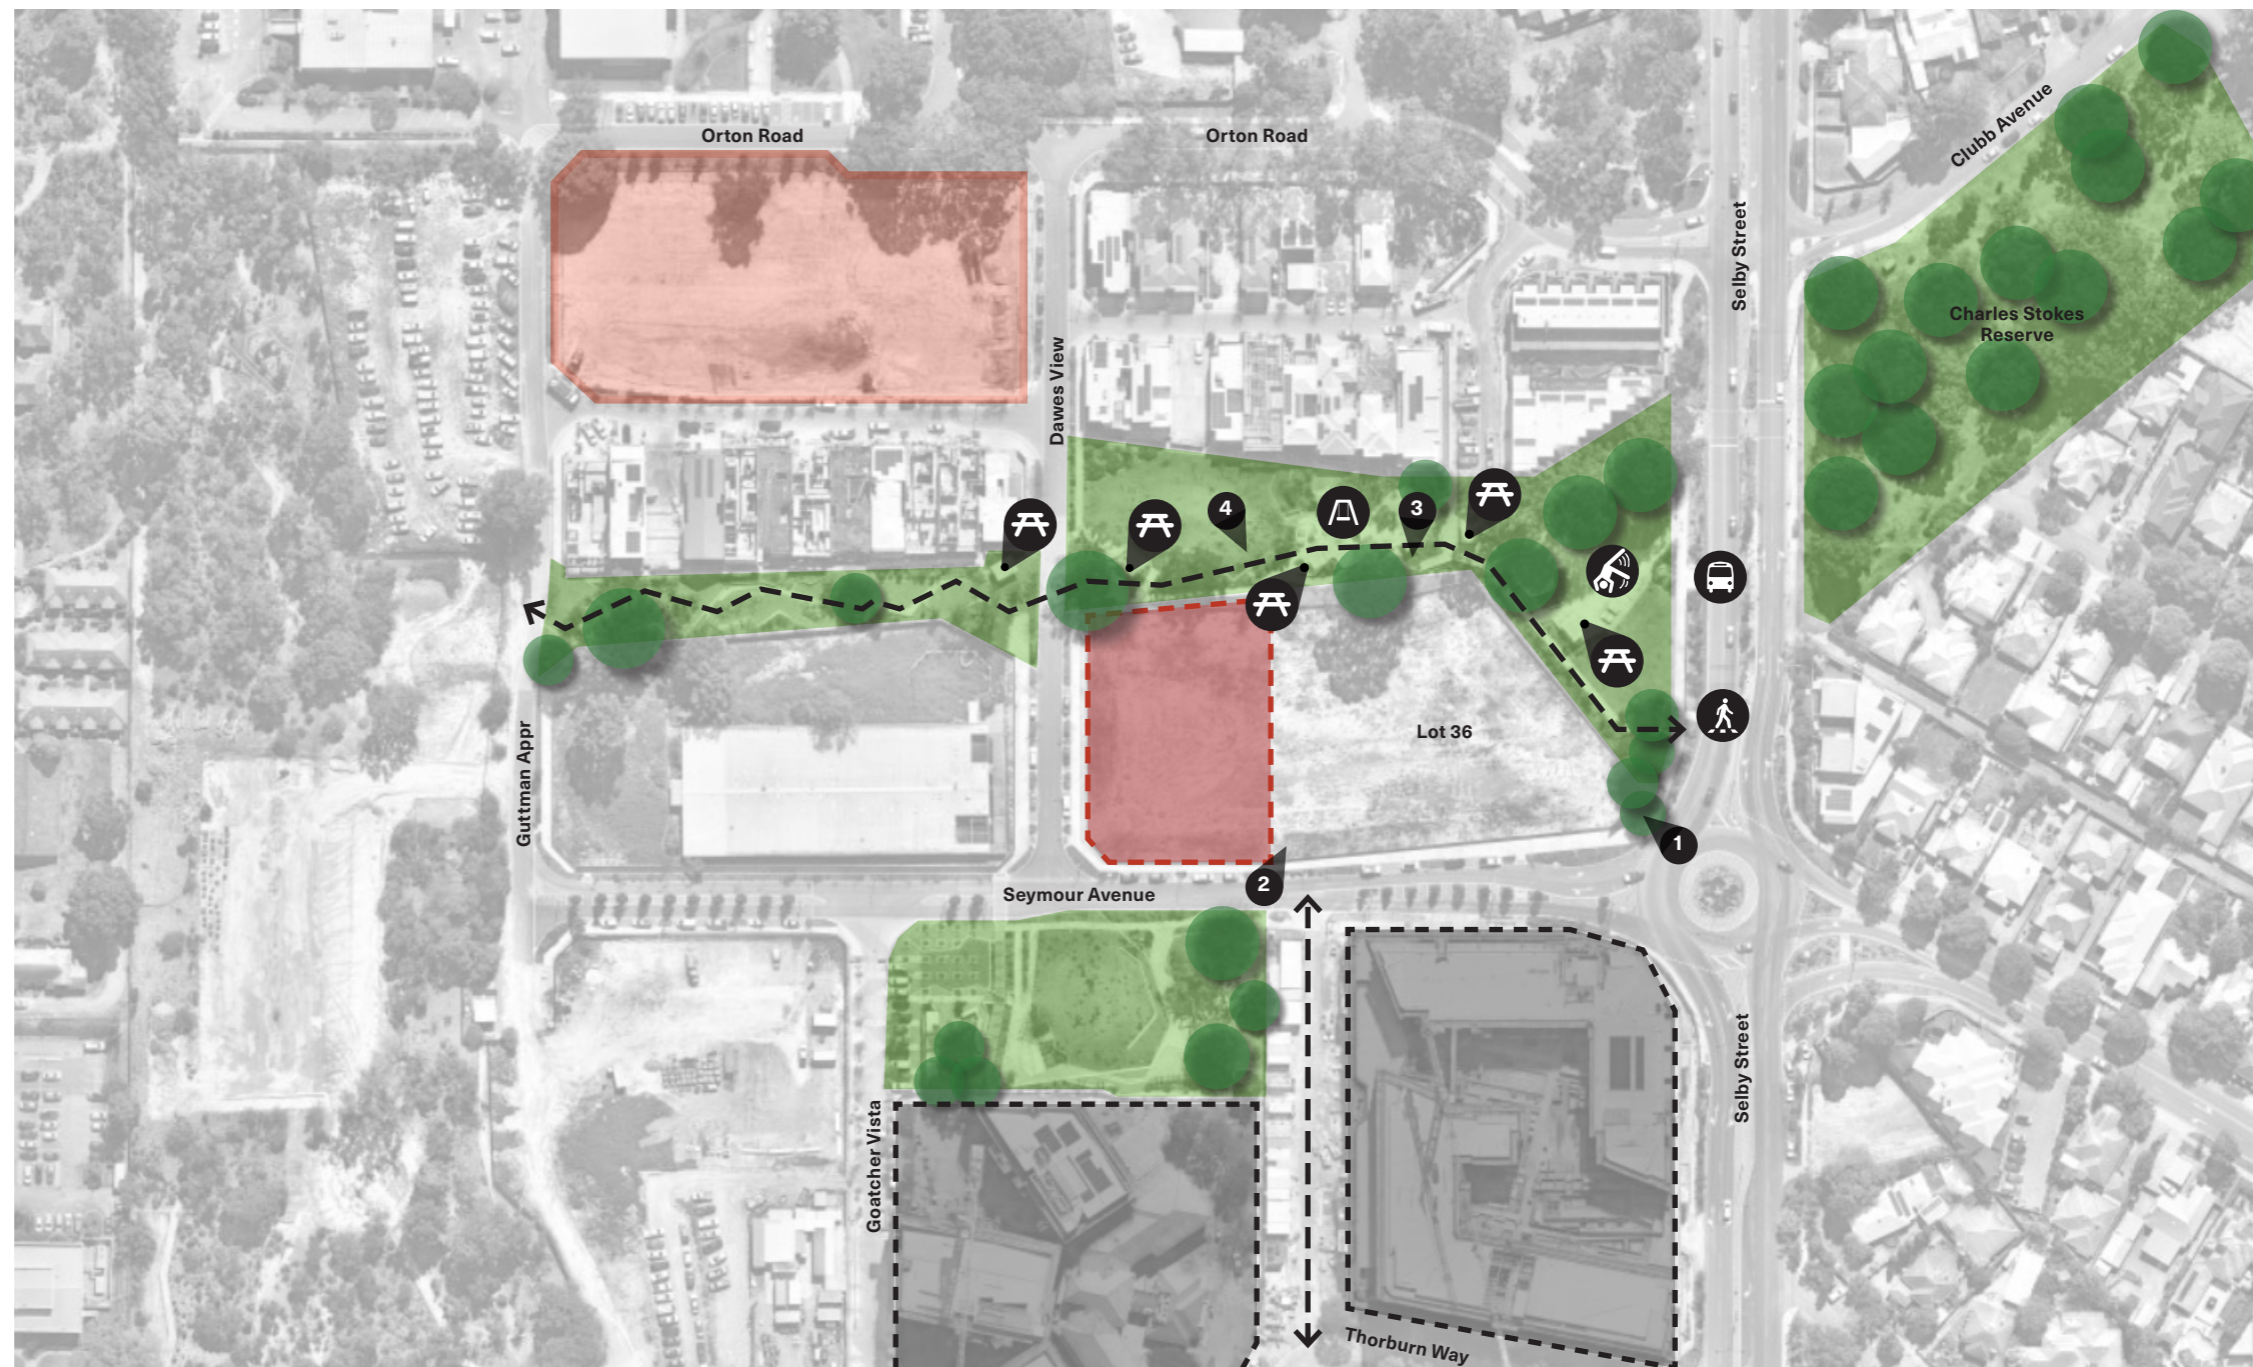 Orton Road
Orton Road
Clubb Avenue
Selby Street
Charles Stokes
Reserve
Dawes View
4
3
Lot 36
Guttman Appr
1
2
Seymour Avenue
Selby Street
Goatcher Vista
Thorburn Way